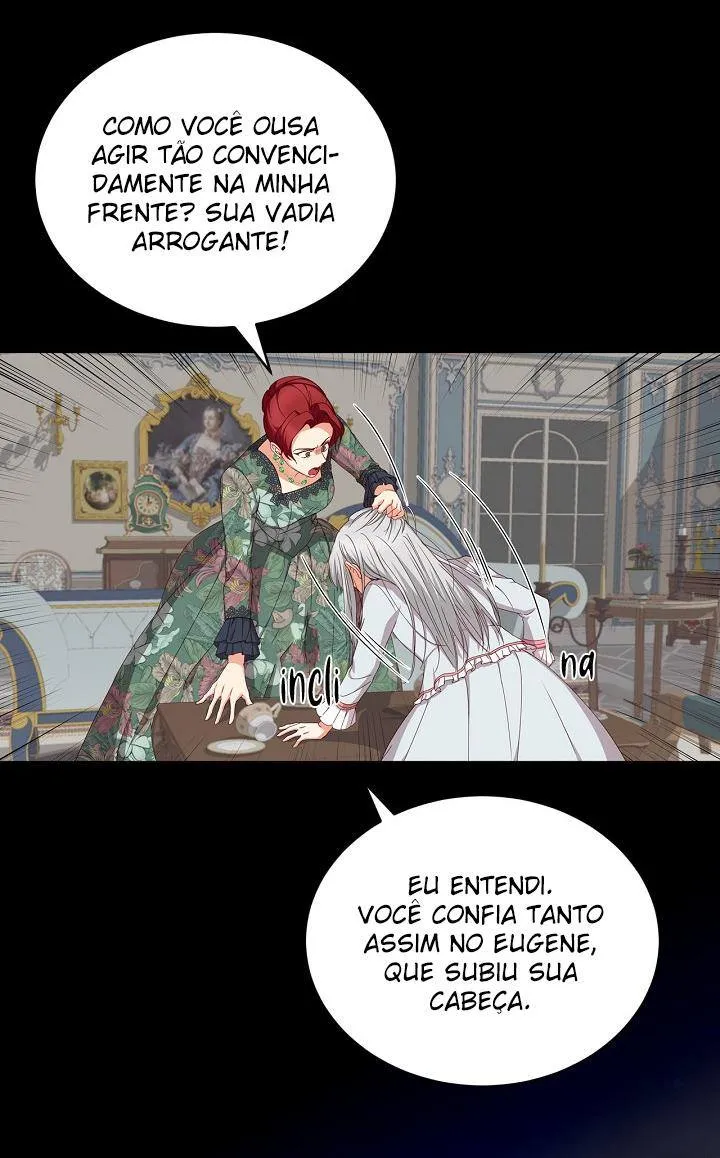 COMO VOCÊ OUSA
AGIR TÃO CONVENCI-
DAMENTE NA MINHA
FRENTE? SUA VADIA
ARROGANTE!
incli
na
EU ENTENDI.
VOCÊ CONFIA TANTO
ASSIM NO EUGENE,
QUE SUBIU SUA
CABEÇA.